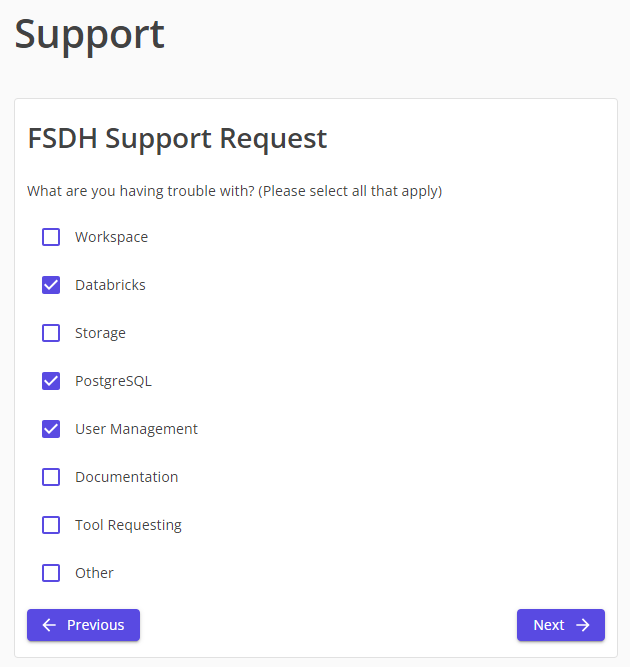 Support
FSDH Support Request
What are you having trouble with? (Please select all that apply)
Workspace
Databricks
Storage
PostgreSQL
User Management
Documentation
Tool Requesting
Other
Previous
Next